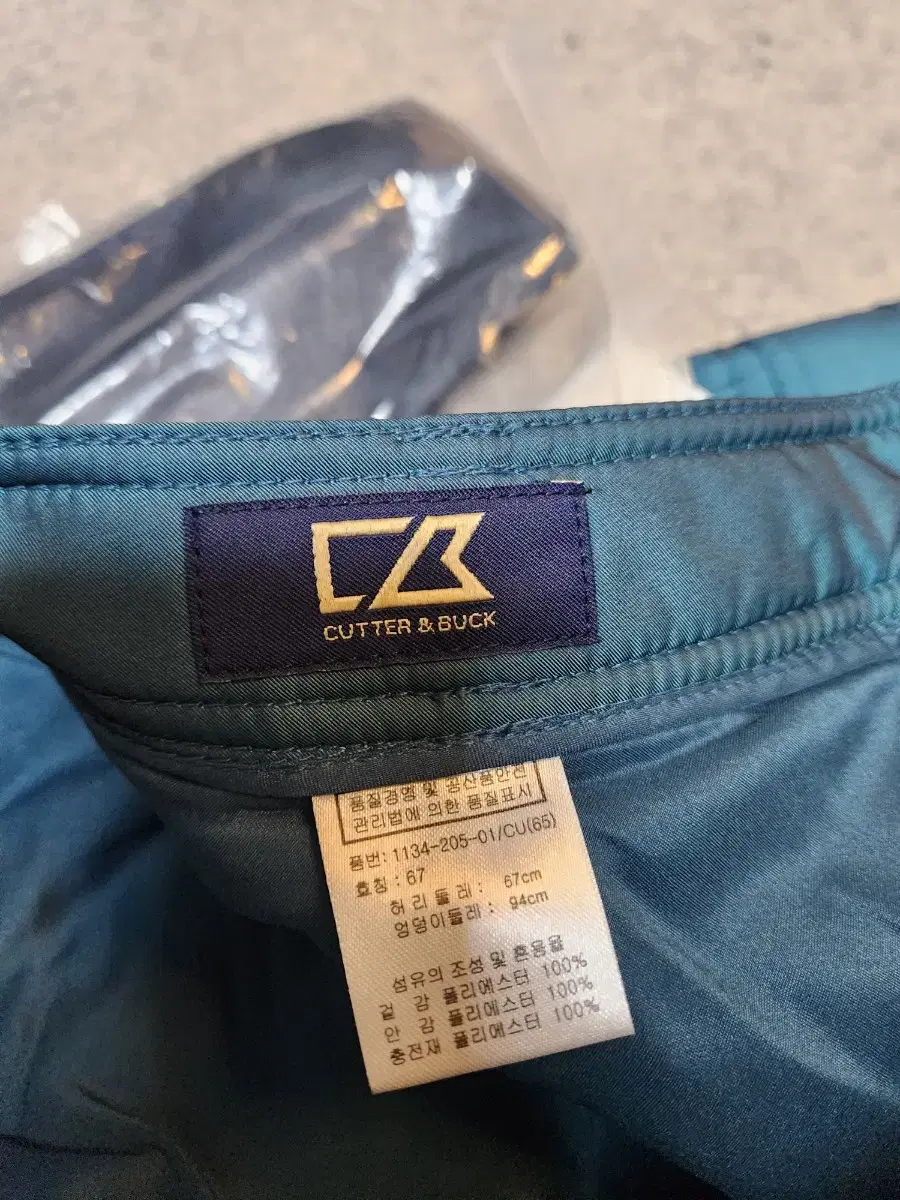 CB
CUTTER & BUCK
품질경영 및 공산품안전
관리법에 의한 품질표시
품번: 1134-205-01/CU(65)
호칭 : 67
허 리 둘 레 : 67cm
엉덩이둘레 : 94cm
섬유의 조성 및 혼용율
겉 감 폴리에스터 100%
안 감 폴리에스터 100%
충전재 폴리에스터 100%